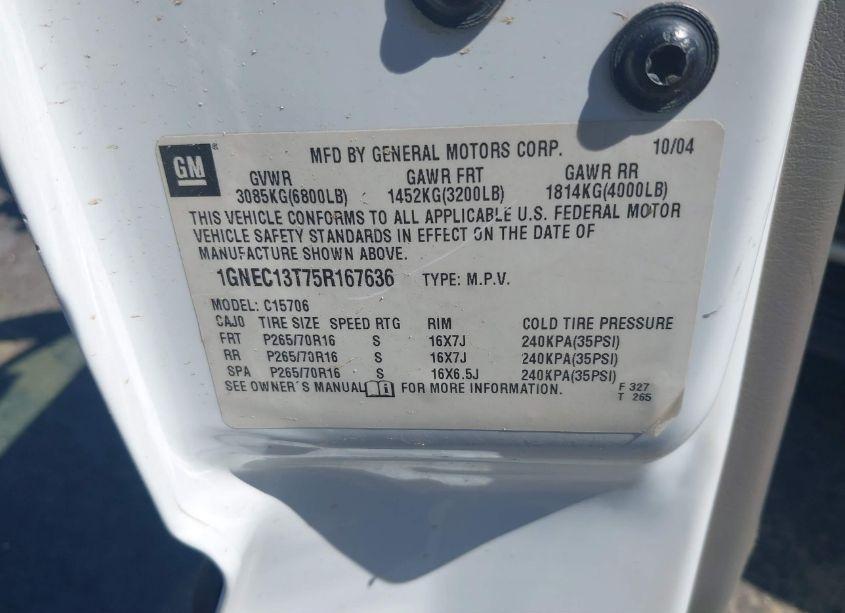 GM MFD BY GENERAL MOTORS CORP. 10/04
GVWR GAWR FRT GAWR RR
3085KG(6800LB) 1452KG(3200LB) 1814KG(4000LB)
THIS VEHICLE CONFORMS TO ALL APPLICABLE U.S. FEDERAL MOTOR
VEHICLE SAFETY STANDARDS IN EFFECT ON THE DATE OF
MANUFACTURE SHOWN ABOVE.
1GNEC13T75R167636 TYPE: M.P.V.
MODEL: C15706
CAJO TIRE SIZE SPEED RTG RIM COLD TIRE PRESSURE
FRT P265/70R16 S 16X7J 240KPA(35PSI)
RR P265/70R16 S 16X7J 240KPA(35PSI)
SPA P265/70R16 S 16X6.5J 240KPA(35PSI)
SEE OWNER'S MANUAL FOR MORE INFORMATION. F 327
T 265